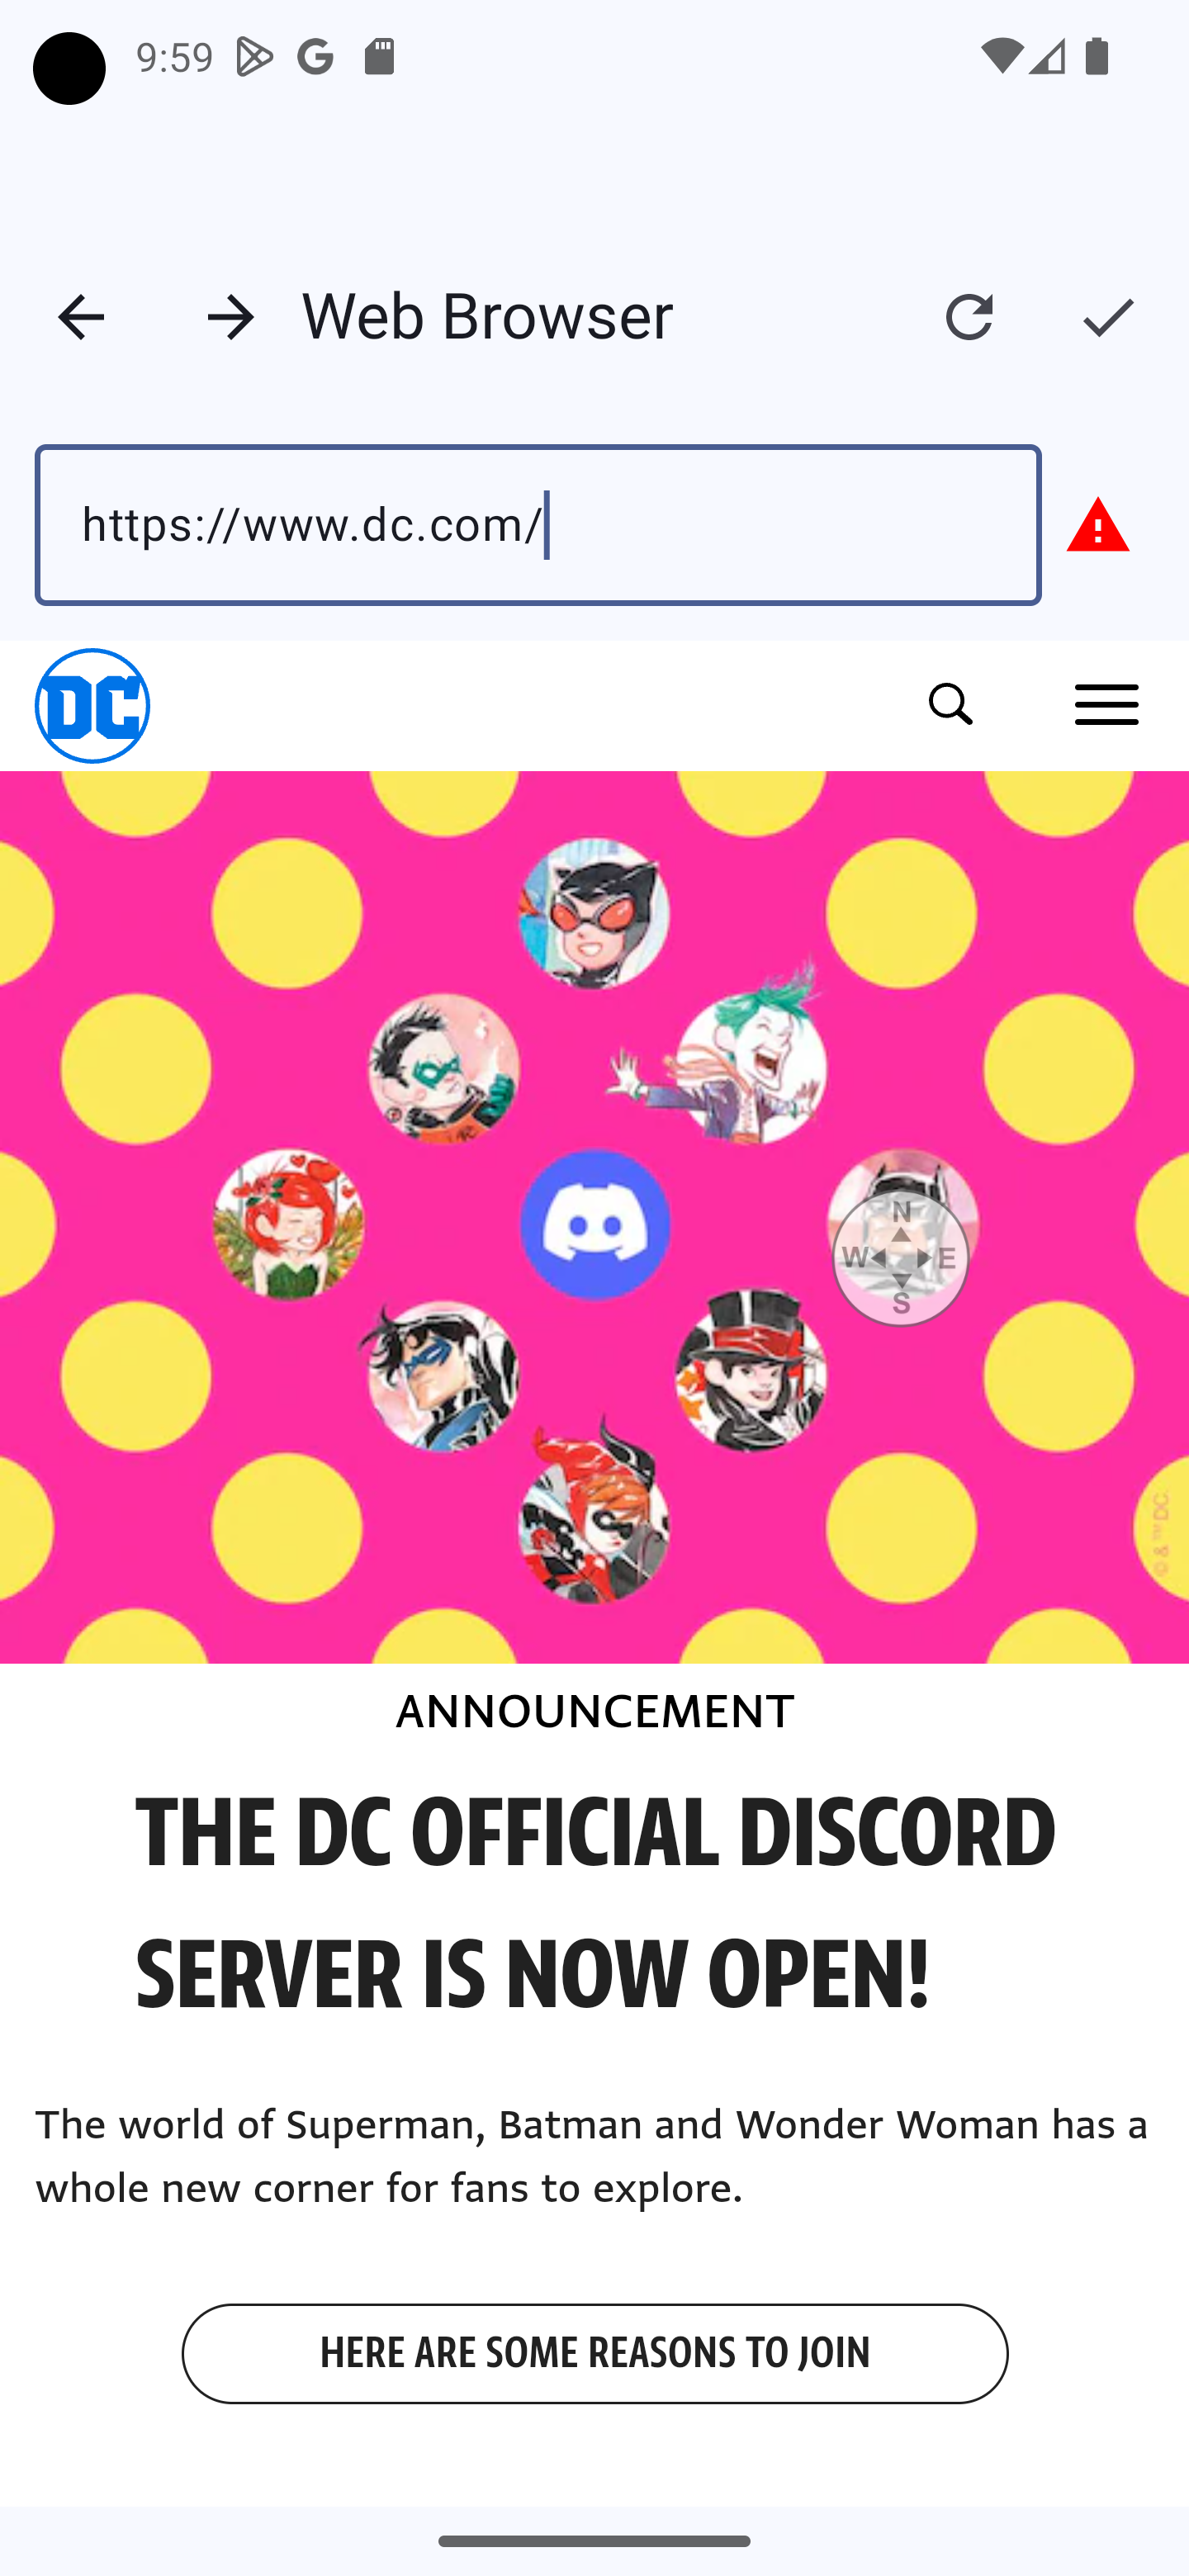 9:59
Web Browser
https://www.dc.com/
DC
N
W E
S
© & ™ DC.
ANNOUNCEMENT
THE DC OFFICIAL DISCORD
SERVER IS NOW OPEN!
The world of Superman, Batman and Wonder Woman has a
whole new corner for fans to explore.
HERE ARE SOME REASONS TO JOIN